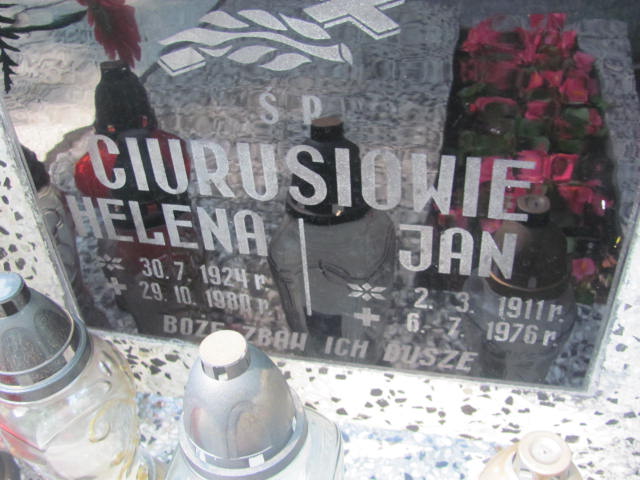 Ś P
CIURUSIOWIE
HELENA
30. 7. 1924 r.
29. 10. 1980 r.
JAN
2. 3. 1911 r.
6. 7. 1976 r.
BOŻE ZBAW ICH DUSZE